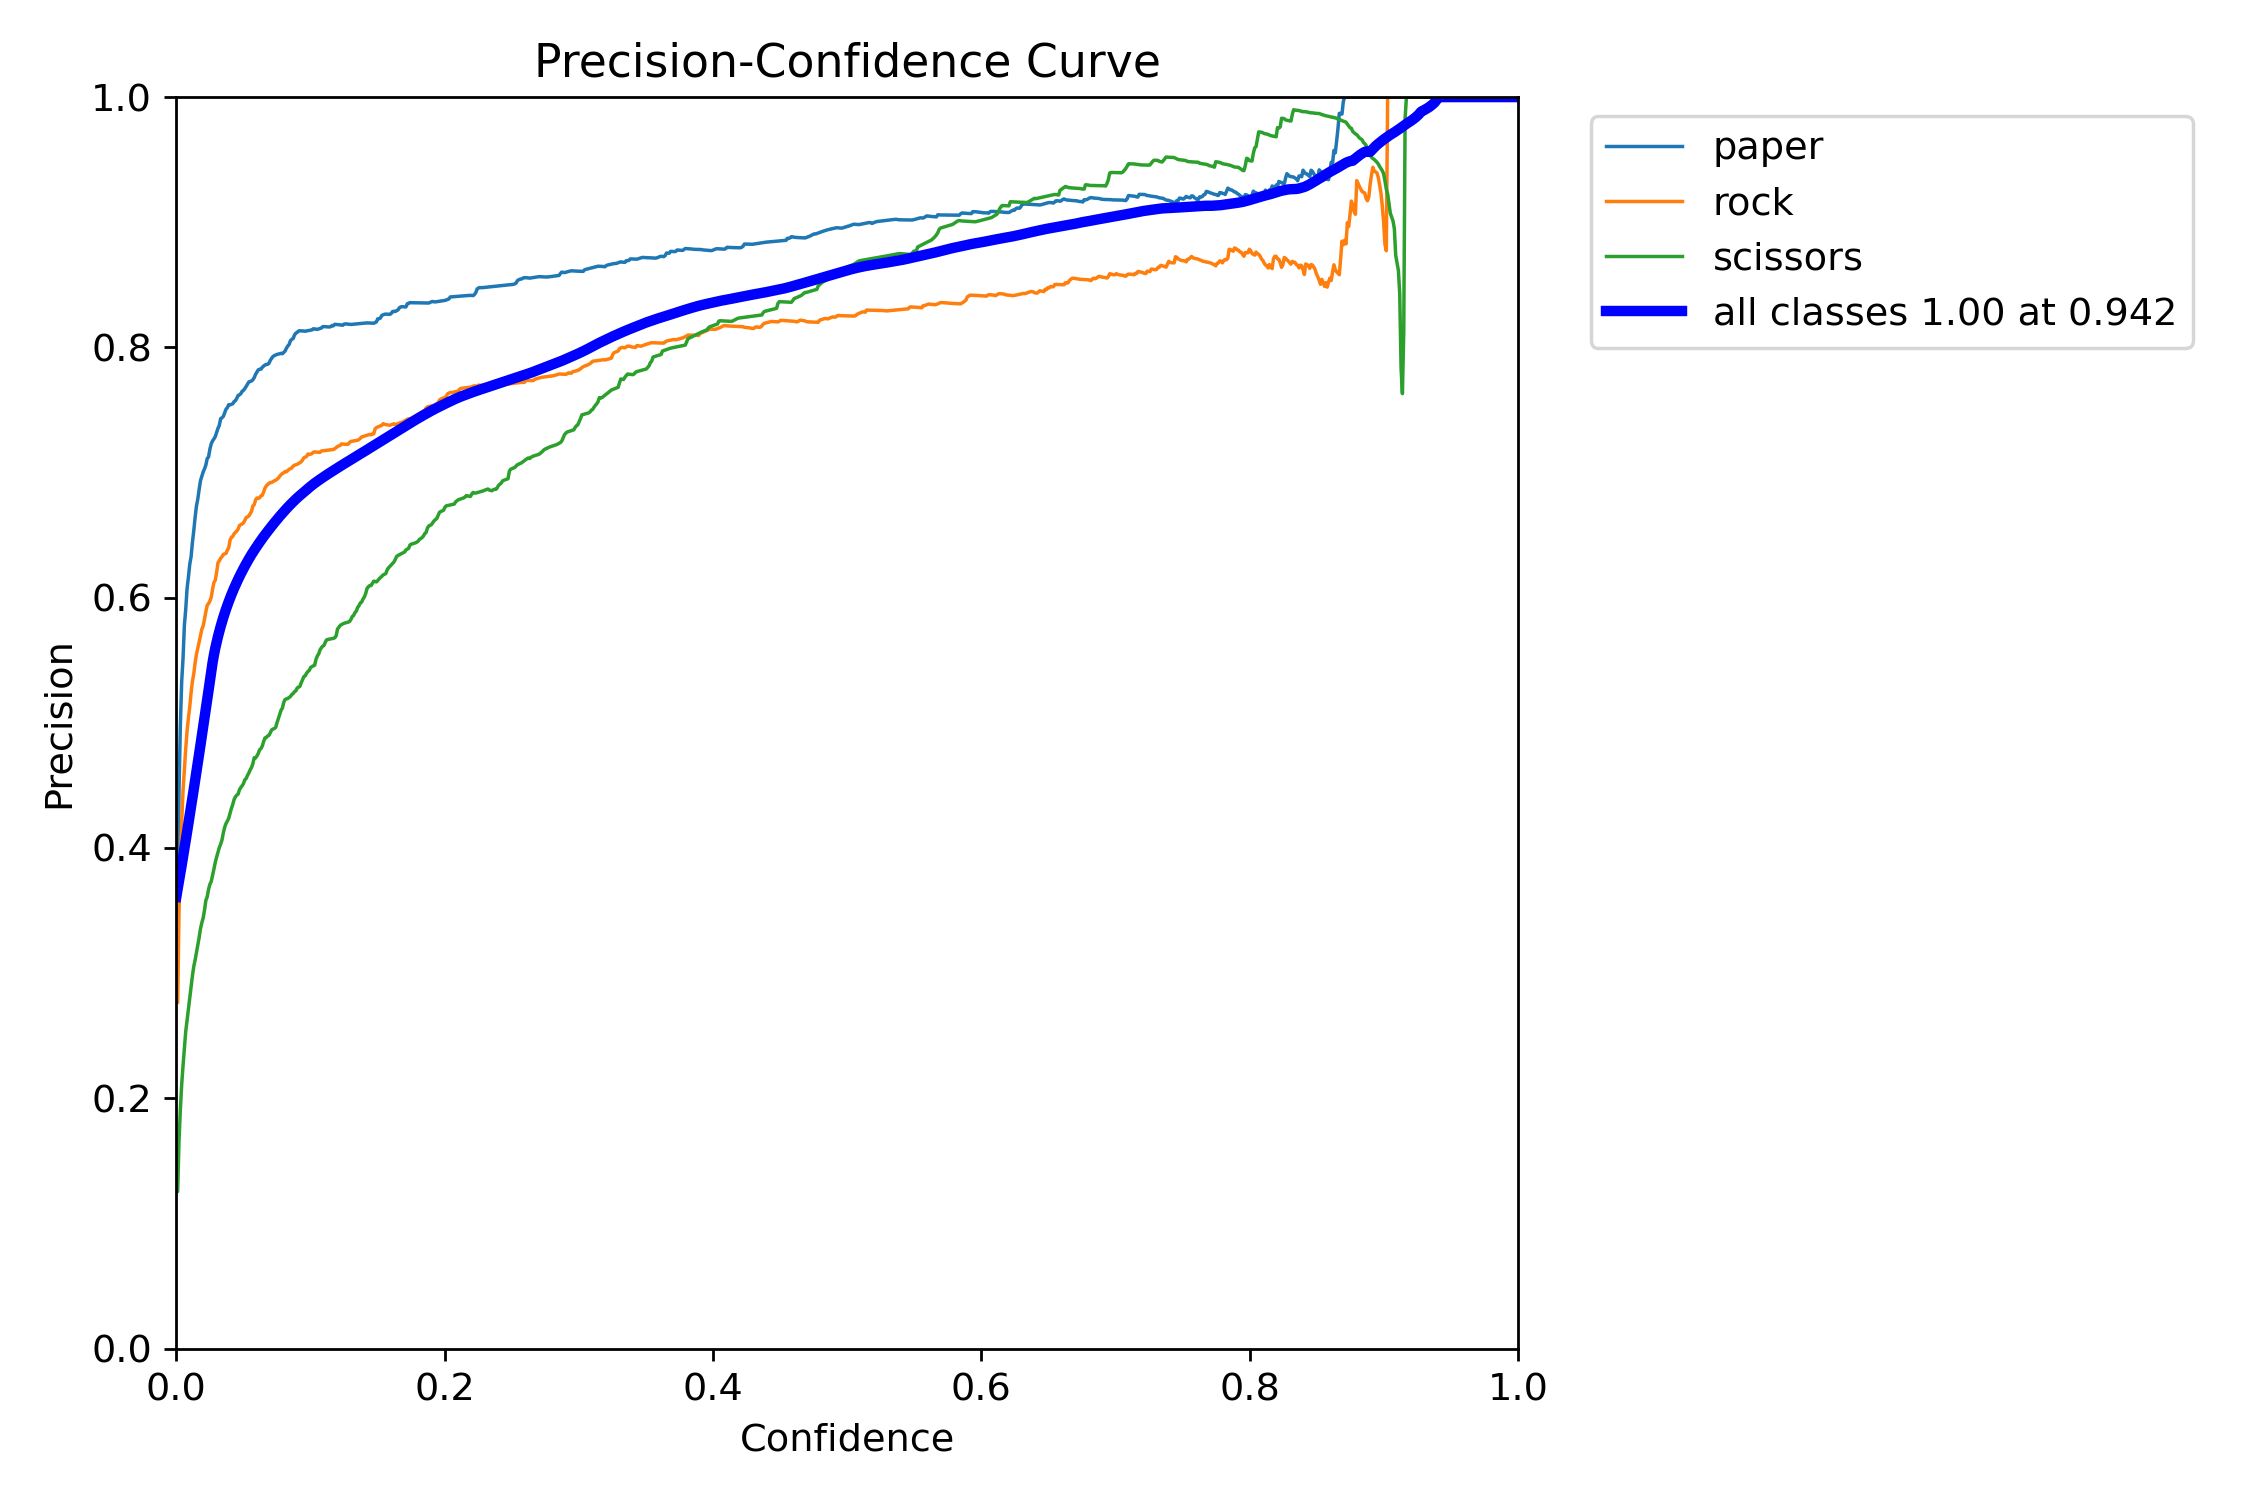 Precision-Confidence Curve
1.0
0.8
0.6
0.4
0.2
0.0
Precision
0.0 0.2 0.4 0.6 0.8 1.0
Confidence
paper
rock
scissors
all classes 1.00 at 0.942